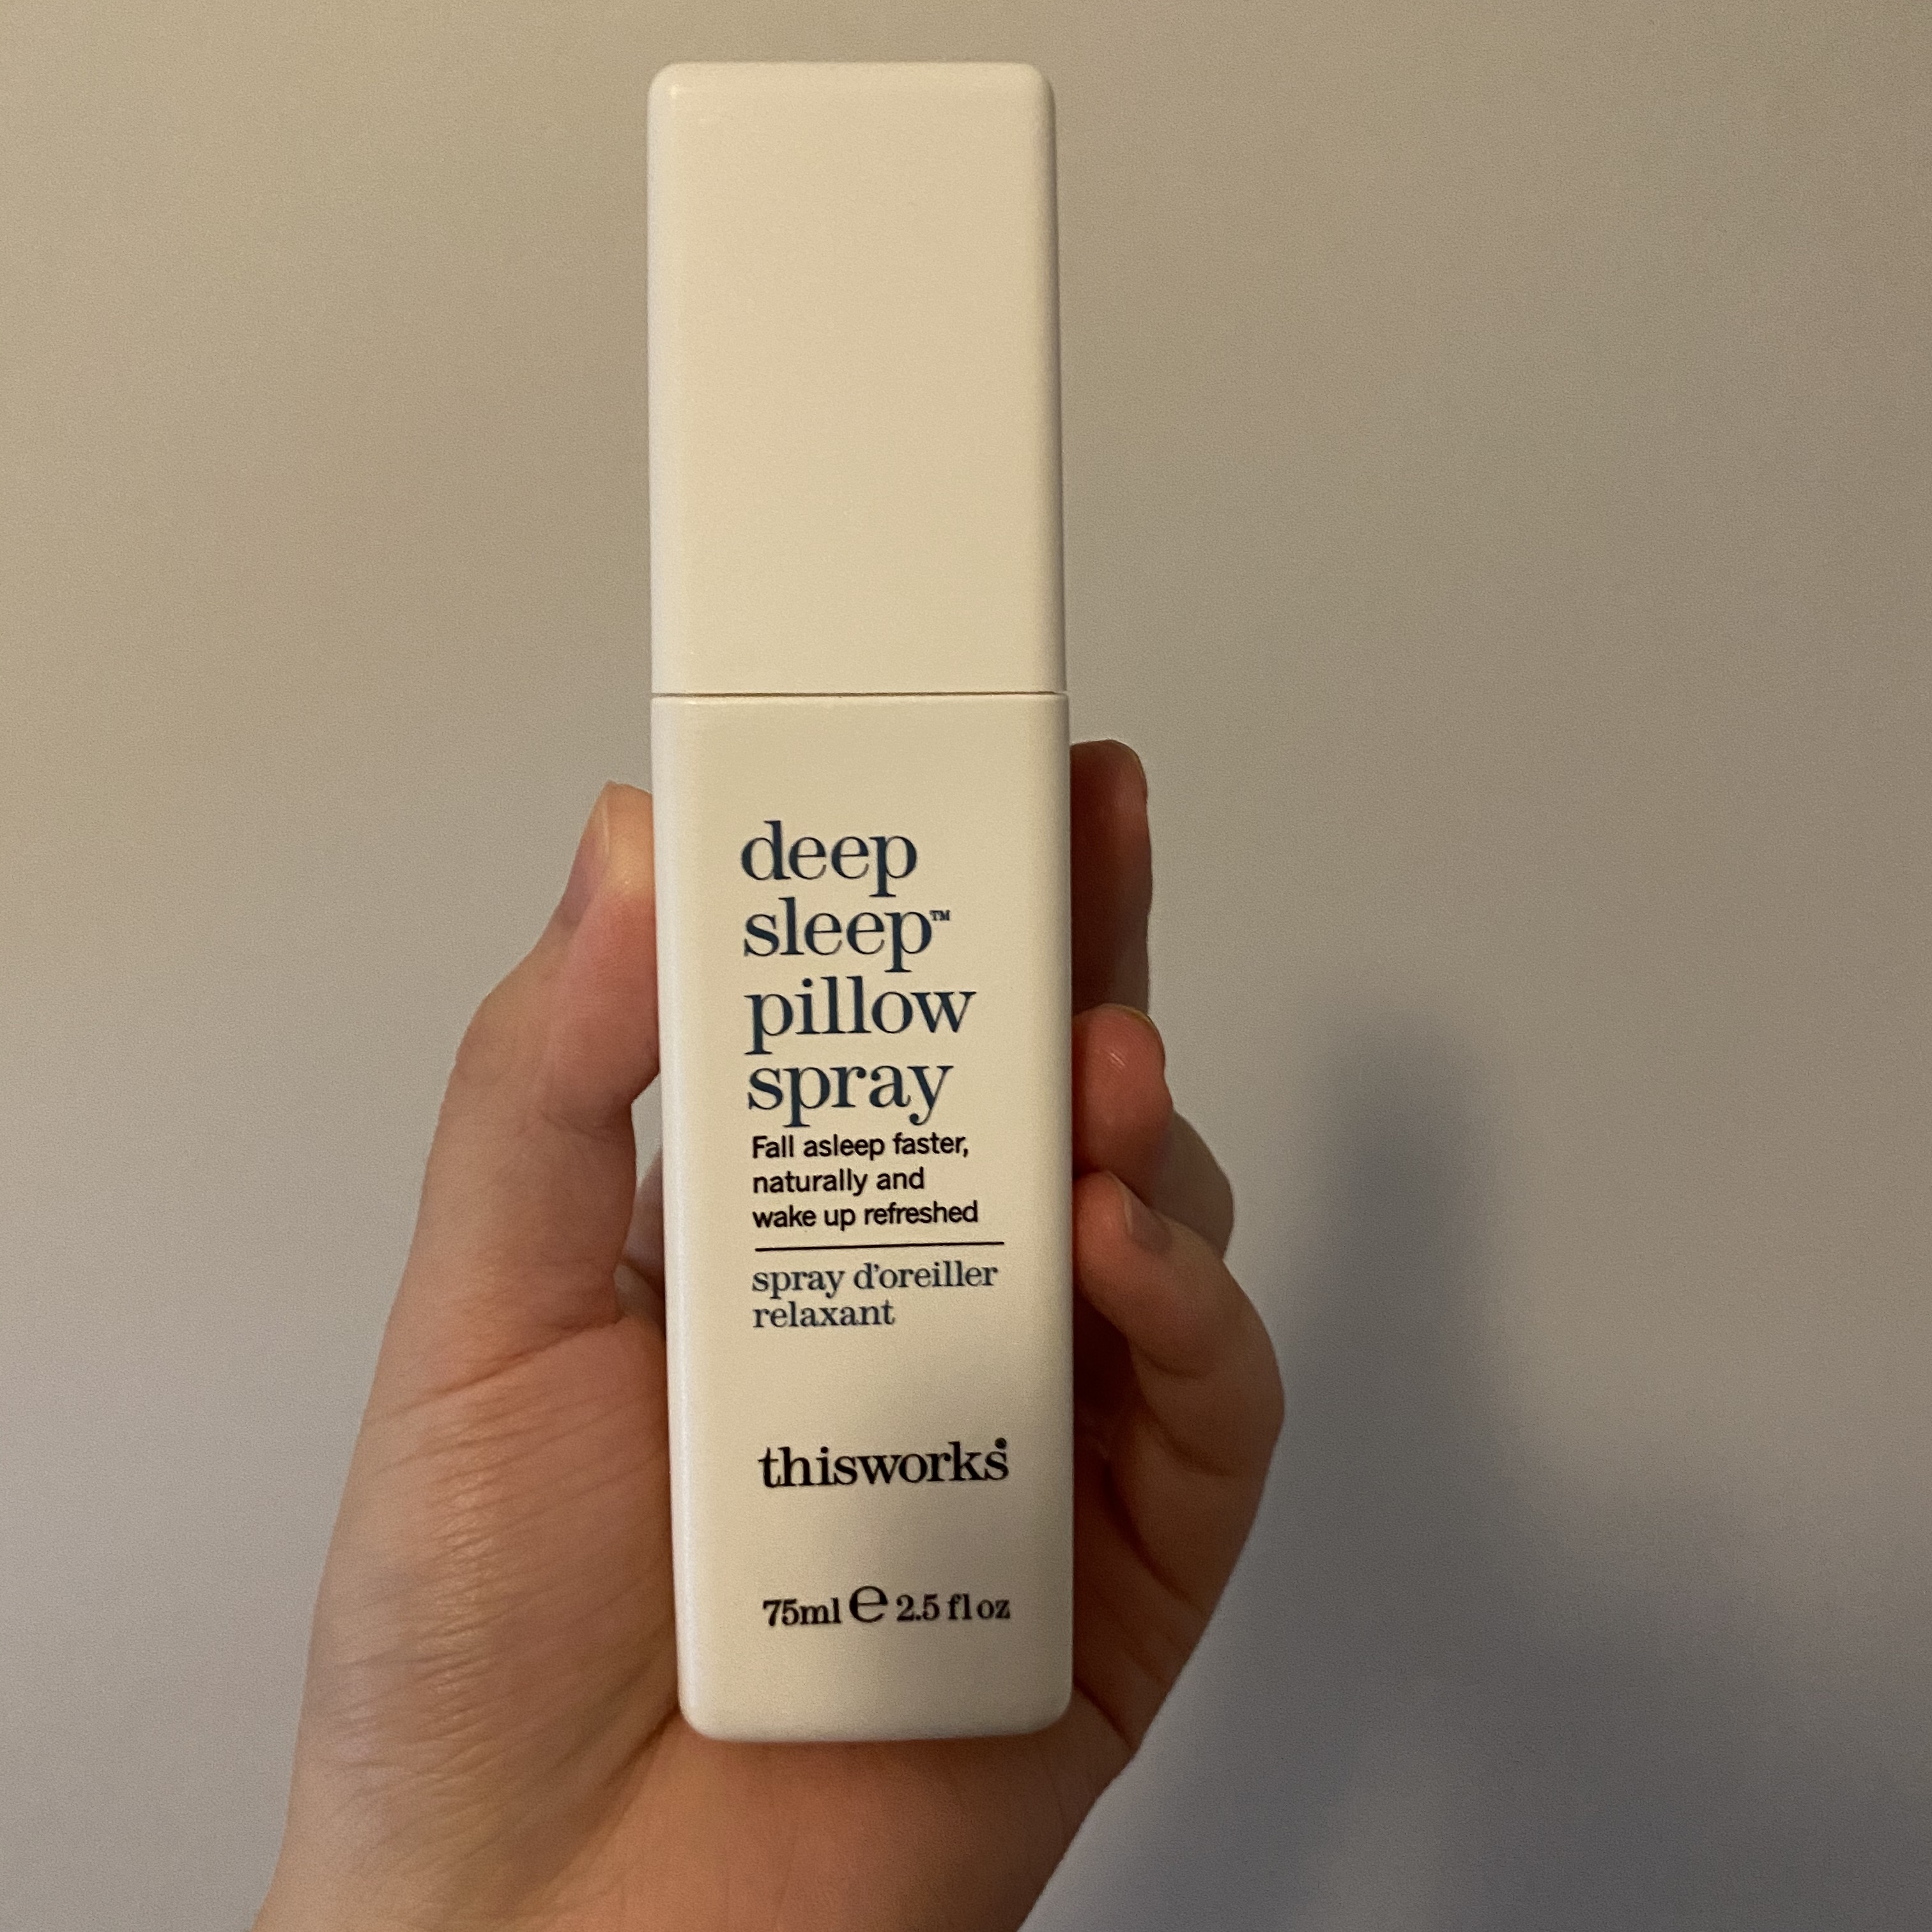 deep
sleep™
pillow
spray
Fall asleep faster,
naturally and
wake up refreshed
spray d'oreiller
relaxant
thisworks
75ml e 2.5 fl oz